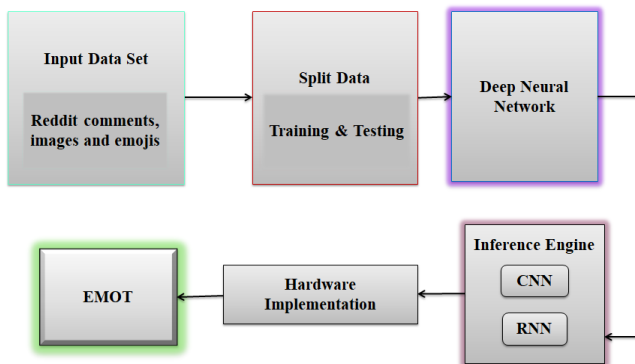 Input Data Set
Reddit comments,
images and emojis
Split Data
Training & Testing
Deep Neural
Network
Inference Engine
CNN
RNN
Hardware
Implementation
EMOT